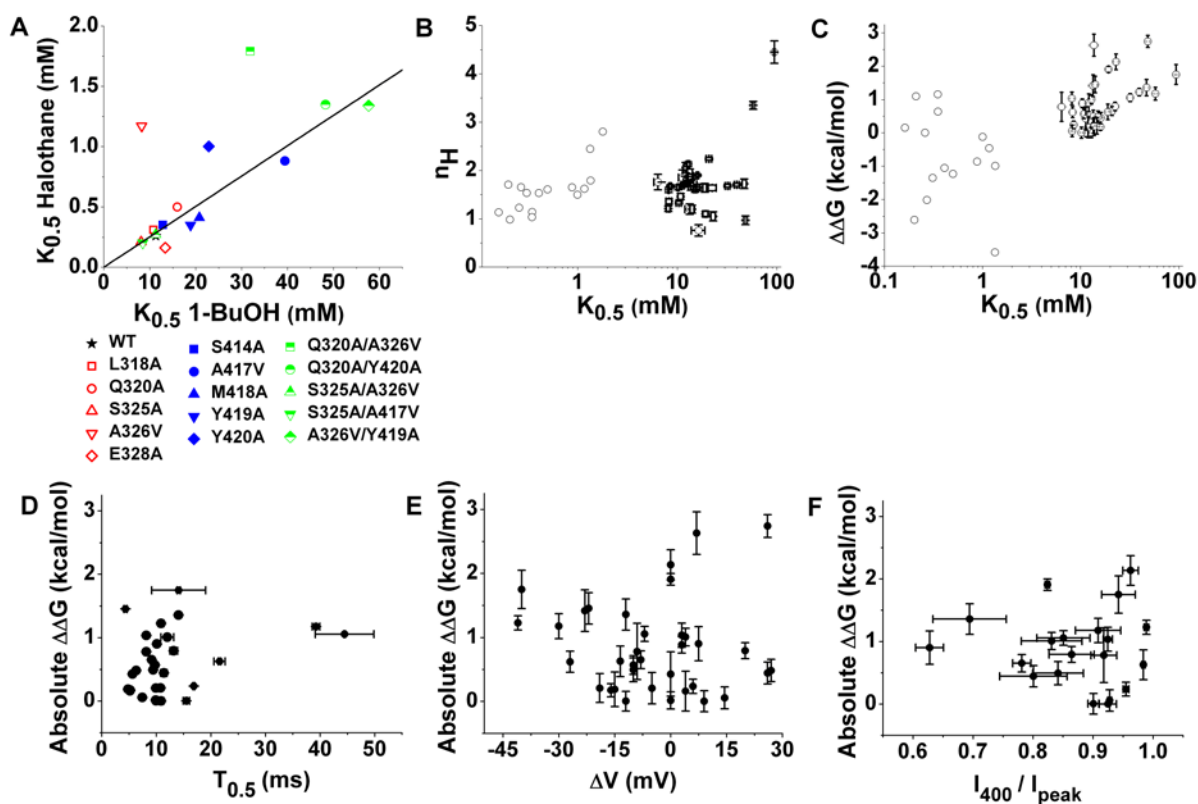 A
K0.5 Halothane (mM)
2.0
1.5
1.0
0.5
0.0
0 10 20 30 40 50 60
K0.5 1-BuOH (mM)
WT
L318A
Q320A
S325A
A326V
E328A
S414A
A417V
M418A
Y419A
Y420A
Q320A/A326V
Q320A/Y420A
S325A/A326V
S325A/A417V
A326V/Y419A
B
nH
5
4
3
2
1
0
1 10 100
K0.5 (mM)
C
ΔΔG (kcal/mol)
3
2
1
0
-1
-2
-3
-4
0.1 1 10 100
K0.5 (mM)
D
Absolute ΔΔG (kcal/mol)
3
2
1
0
0 10 20 30 40 50
T0.5 (ms)
E
Absolute ΔΔG (kcal/mol)
3
2
1
0
-45 -30 -15 0 15 30
ΔV (mV)
F
Absolute ΔΔG (kcal/mol)
3
2
1
0
0.6 0.7 0.8 0.9 1.0
I400 / Ipeak